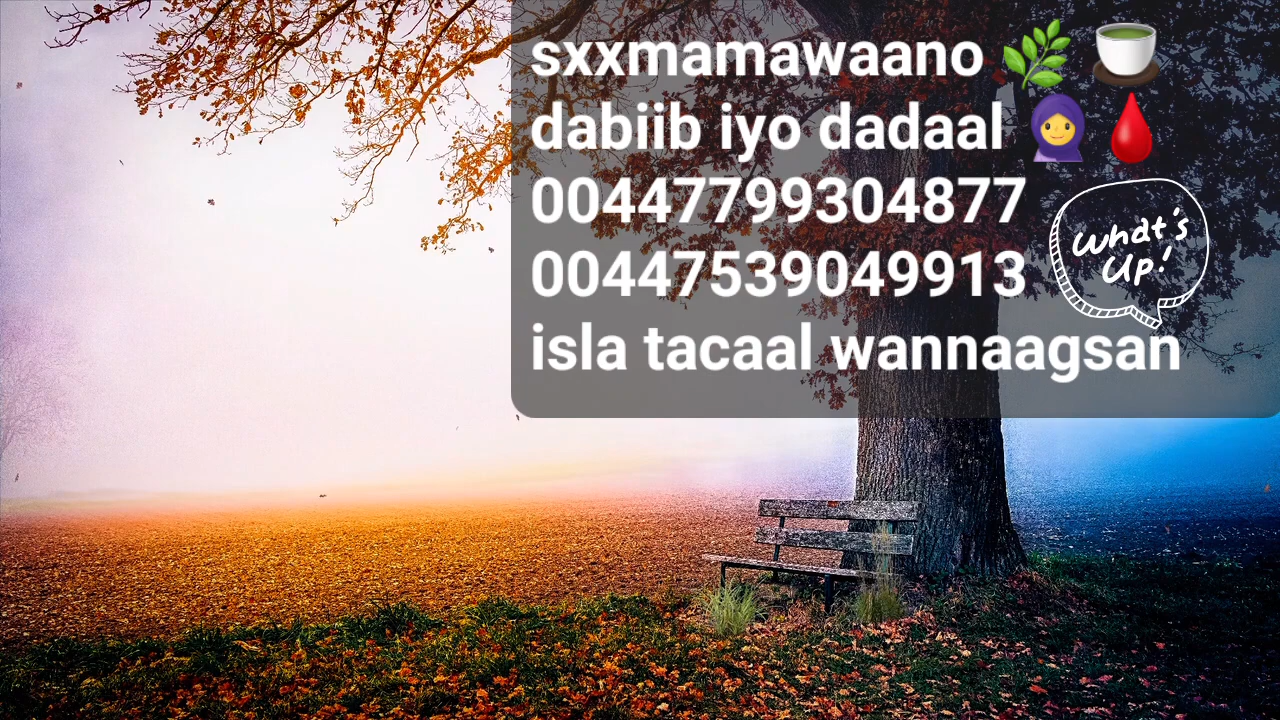 sxxmamawaano 🌿 🍵
dabiib iyo dadaal 🧕 🩸
00447799304877
00447539049913
What's Up!
isla tacaal wannaagsan